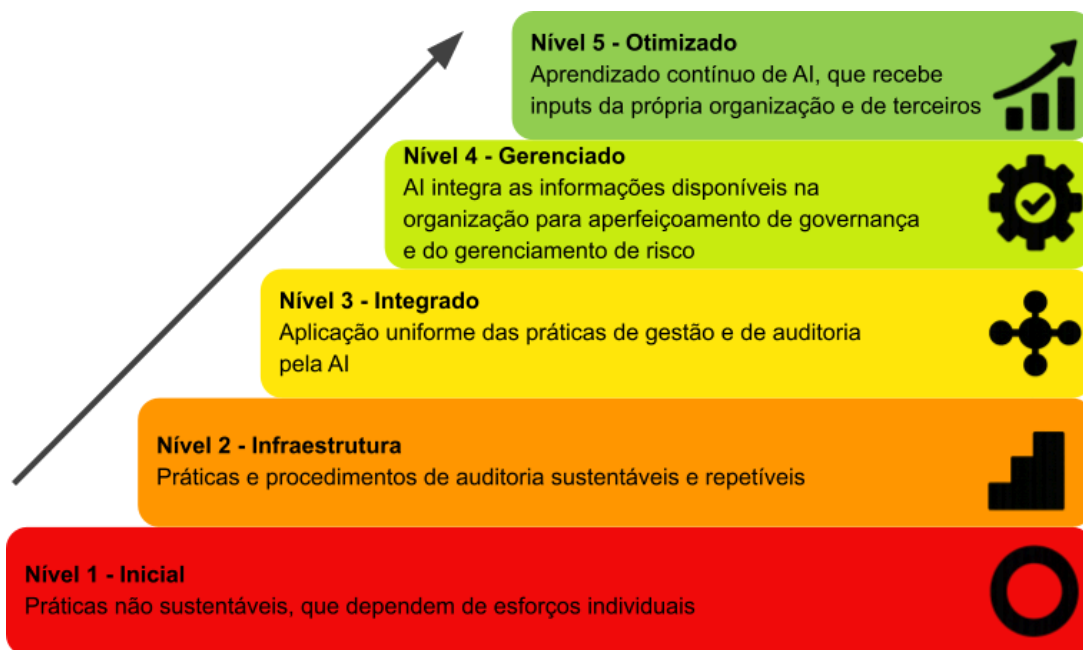 Nível 5 - Otimizado
Aprendizado contínuo de AI, que recebe
inputs da própria organização e de terceiros
Nível 4 - Gerenciado
AI integra as informações disponíveis na
organização para aperfeiçoamento de governança
e do gerenciamento de risco
Nível 3 - Integrado
Aplicação uniforme das práticas de gestão e de auditoria
pela AI
Nível 2 - Infraestrutura
Práticas e procedimentos de auditoria sustentáveis e repetíveis
Nível 1 - Inicial
Práticas não sustentáveis, que dependem de esforços individuais